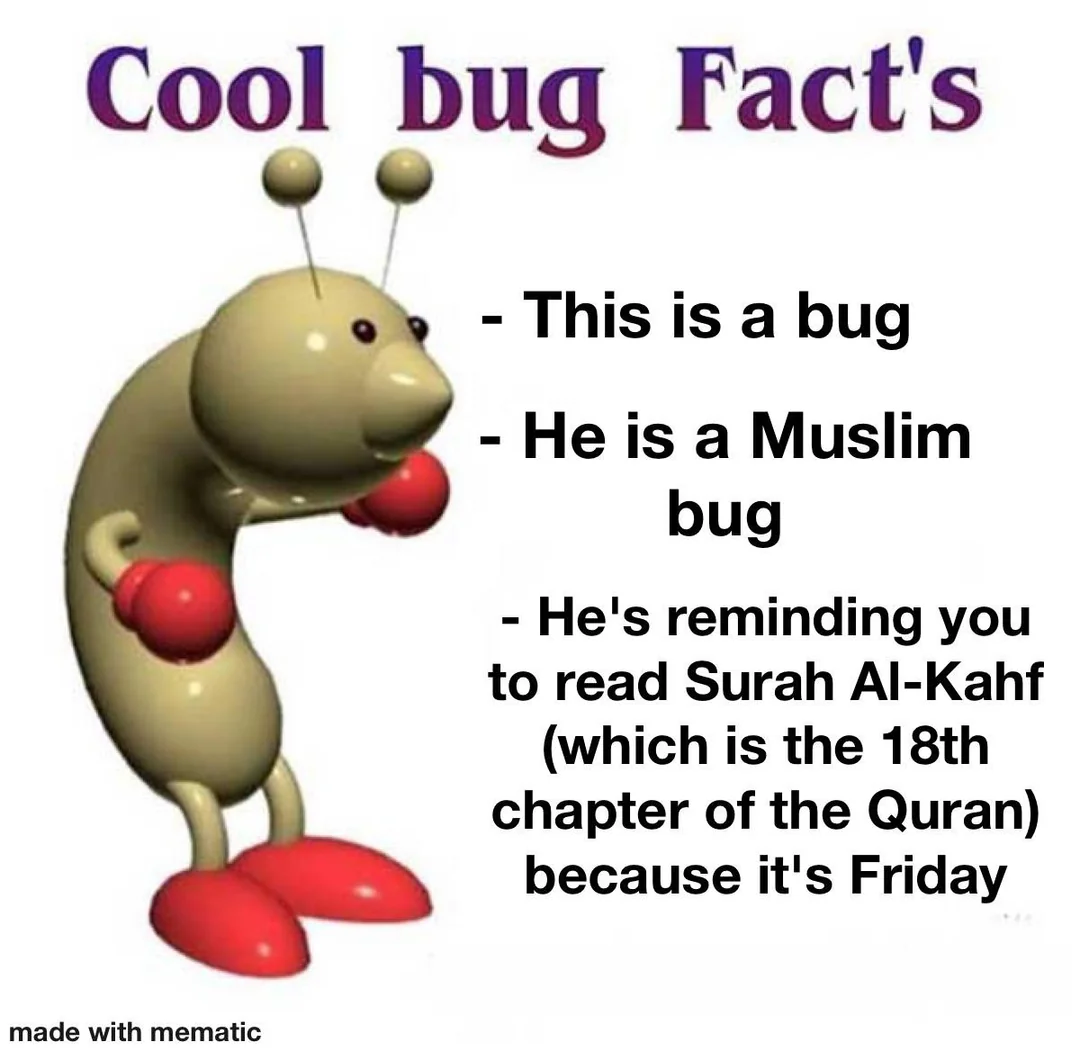 Cool bug Fact's
- This is a bug
- He is a Muslim
bug
- He's reminding you
to read Surah Al-Kahf
(which is the 18th
chapter of the Quran)
because it's Friday
made with mematic